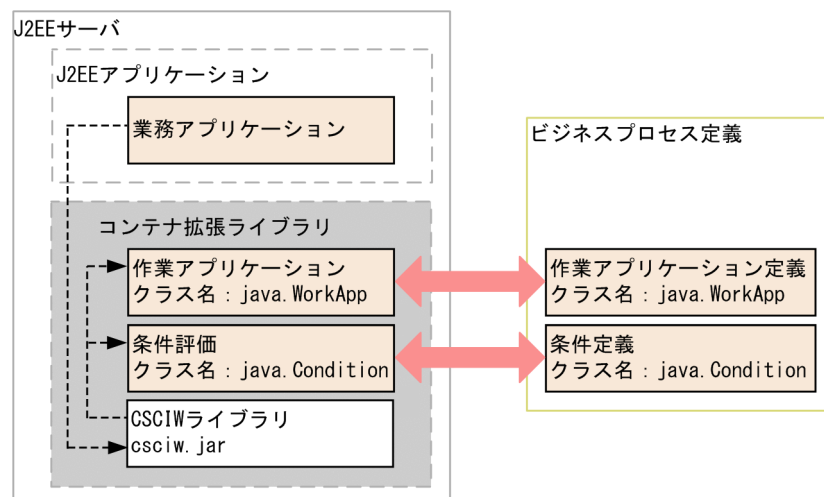 J2EEサーバ
J2EEアプリケーション
業務アプリケーション
コンテナ拡張ライブラリ
作業アプリケーション
クラス名：java.WorkApp
条件評価
クラス名：java.Condition
CSCIWライブラリ
csciw.jar
ビジネスプロセス定義
作業アプリケーション定義
クラス名：java.WorkApp
条件定義
クラス名：java.Condition